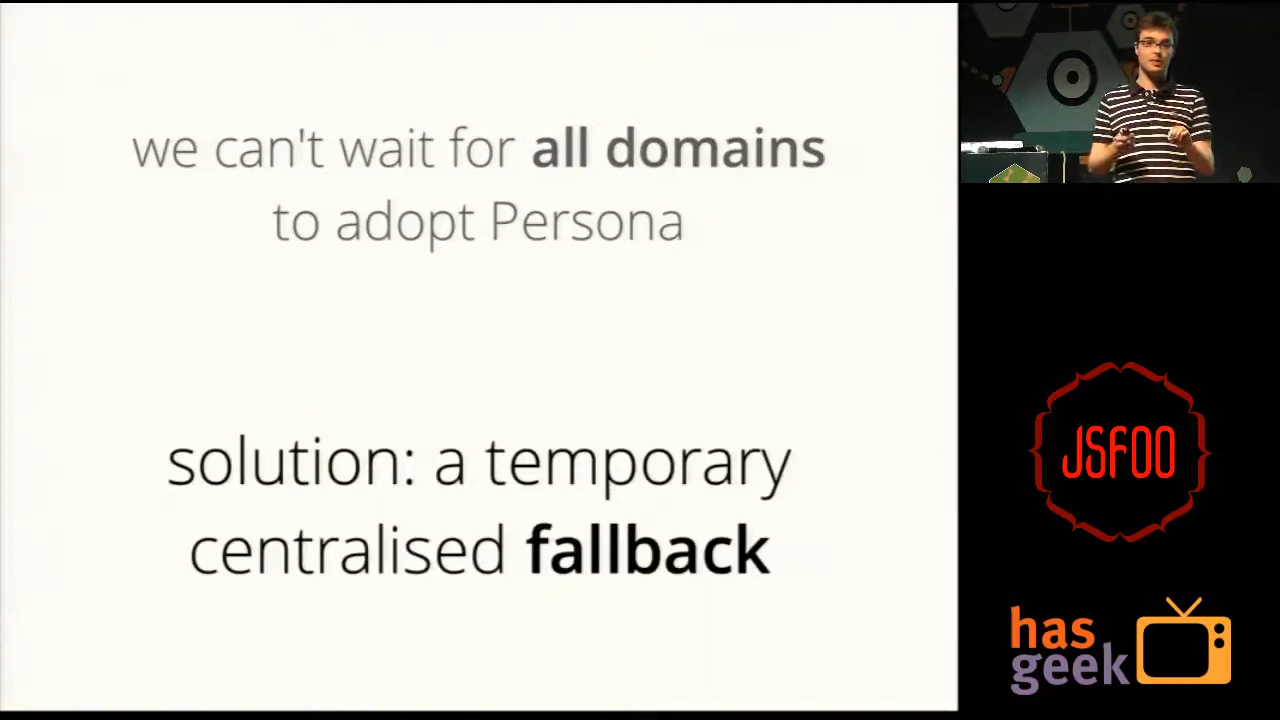 we can't wait for all domains
to adopt Persona
solution: a temporary
centralised fallback
JSFOO
has
geek